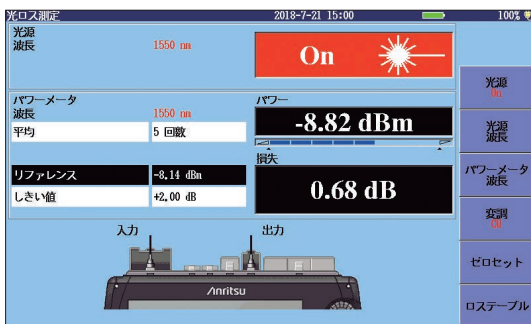 光ロス測定 2018-7-21 15:00 100%
光源
波長 1550 nm
On
パワーメータ
波長 1550 nm
平均 5 回数
パワー
-8.82 dBm
リファレンス -8.14 dBm
しきい値 +2.00 dB
損失
0.68 dB
入力 出力
Anritsu
光源
On
光源
波長
パワーメータ
波長
変調
ゼロセット
ロステーブル